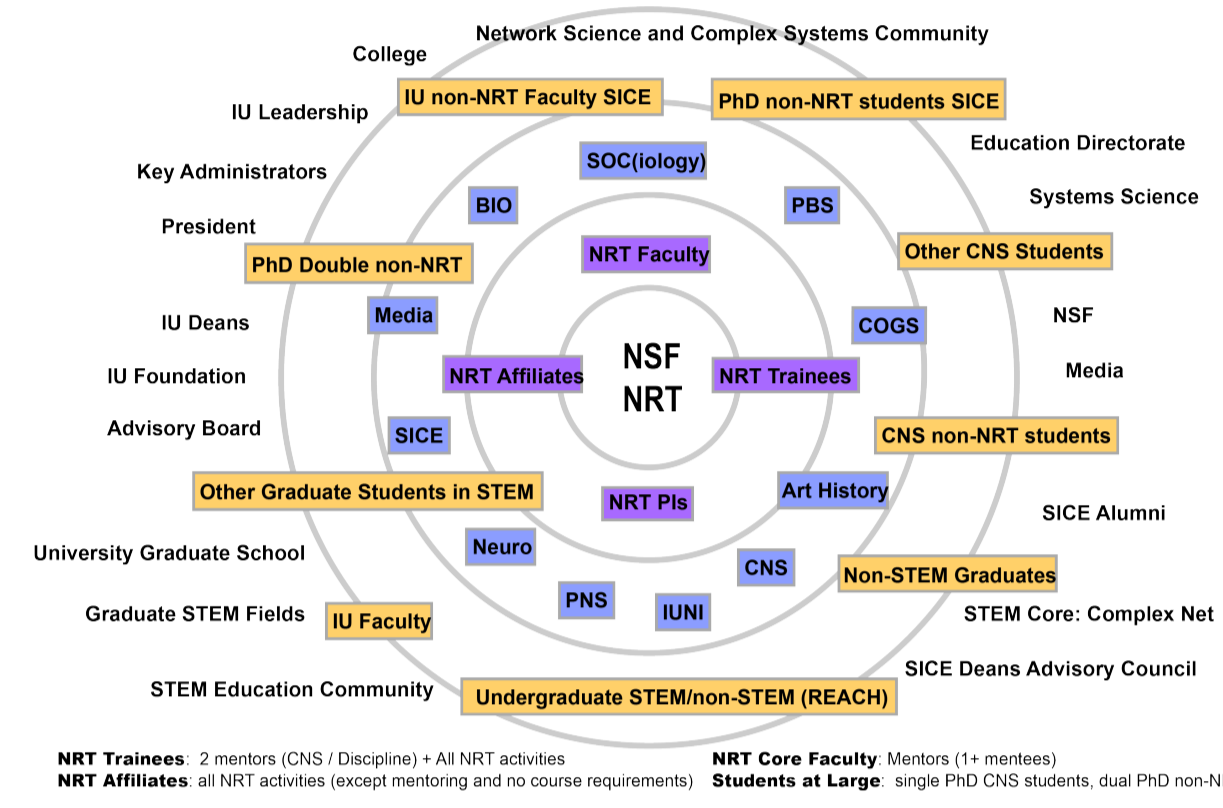 Network Science and Complex Systems Community
College
IU non-NRT Faculty SICE
PhD non-NRT students SICE
IU Leadership
Education Directorate
SOC(iology)
Key Administrators
Systems Science
BIO
PBS
President
NRT Faculty
Other CNS Students
PhD Double non-NRT
Media
NSF
IU Deans
COGS
NSF
NRT
Media
IU Foundation
NRT Affiliates
NRT Trainees
Advisory Board
SICE
CNS non-NRT students
Other Graduate Students in STEM
Art History
NRT PIs
SICE Alumni
Neuro
University Graduate School
CNS
Non-STEM Graduates
PNS
IUNI
Graduate STEM Fields
IU Faculty
STEM Core: Complex Net
SICE Deans Advisory Council
STEM Education Community
Undergraduate STEM/non-STEM (REACH)
NRT Trainees: 2 mentors (CNS / Discipline) + All NRT activities
NRT Core Faculty: Mentors (1+ mentees)
NRT Affiliates: all NRT activities (except mentoring and no course requirements)
Students at Large: single PhD CNS students, dual PhD